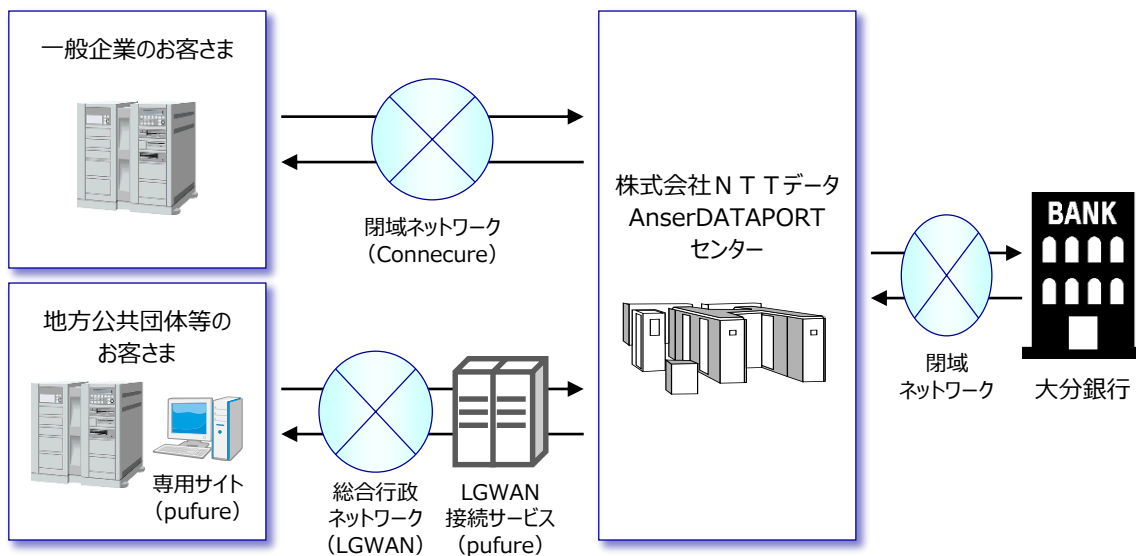 一般企業のお客さま
閉域ネットワーク
（Connecure）
地方公共団体等の
お客さま
専用サイト
（pufure）
総合行政
ネットワーク
（LGWAN）
LGWAN
接続サービス
（pufure）
株式会社ＮＴＴデータ
AnserDATAPORT
センター
閉域
ネットワーク
BANK
大分銀行